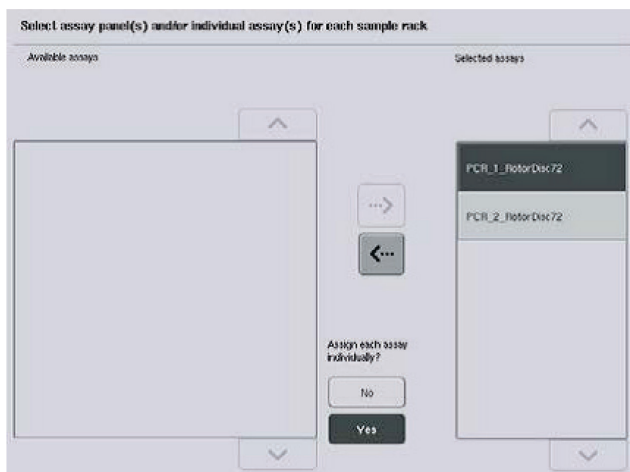 Select assay panel(s) and/or individual assay(s) for each sample rack
Available assays
Selected assays
PCR_1_RotorDisc72
PCR_2_RotorDisc72
Assign each assay
individually?
No
Yes